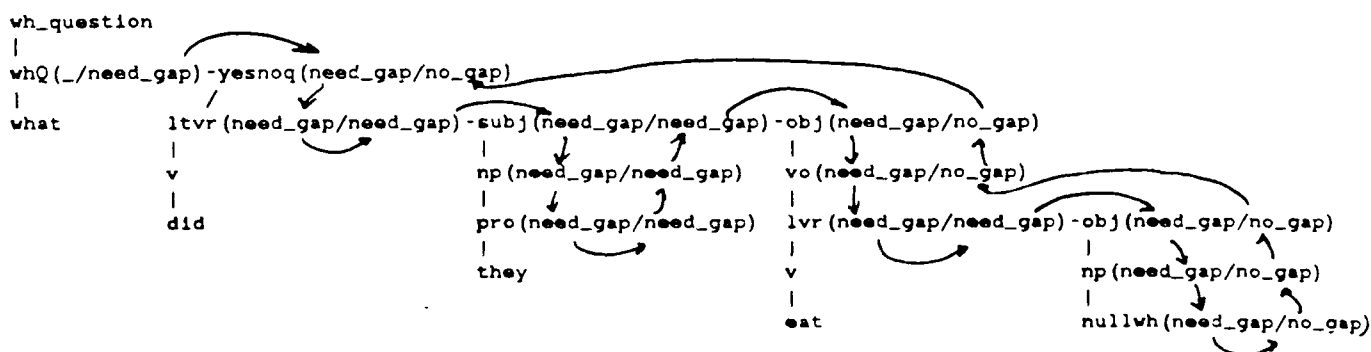 wh_question
whQ(_/need_gap)-yesnoq(need_gap/no_gap)
what ltvr(need_gap/need_gap)-subj(need_gap/need_gap)-obj(need_gap/no_gap)
v np(need_gap/need_gap) vo(need_gap/no_gap)
did pro(need_gap/need_gap) lvr(need_gap/need_gap)-obj(need_gap/no_gap)
they v np(need_gap/no_gap)
eat nullwh(need_gap/no_gap)